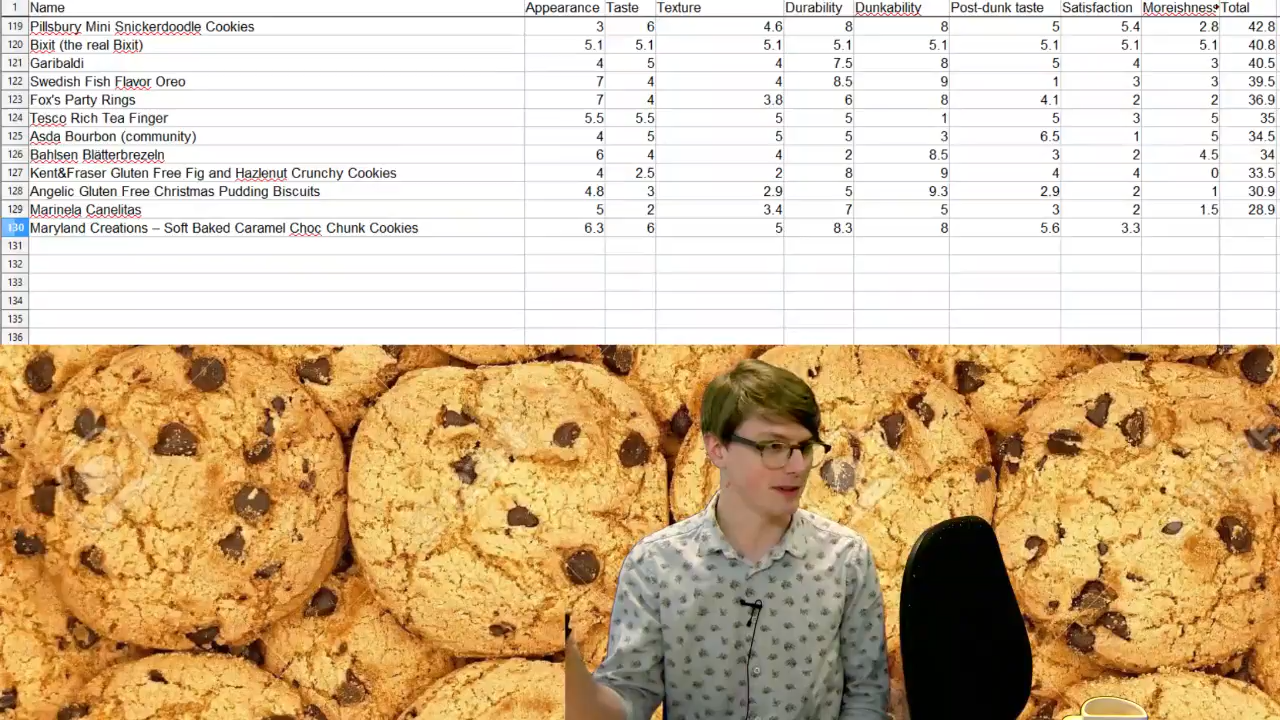 1 Name Appearance Taste Texture Durability Dunkability Post-dunk taste Satisfaction Moreishness Total
119 Pillsbury Mini Snickerdoodle Cookies 3 6 4.6 8 8 5 5.4 2.8 42.8
120 Bixit (the real Bixit) 5.1 5.1 5.1 5.1 5.1 5.1 5.1 5.1 40.8
121 Garibaldi 4 5 4 7.5 8 5 4 3 40.5
122 Swedish Fish Flavor Oreo 7 4 4 8.5 9 1 3 3 39.5
123 Fox's Party Rings 7 4 3.8 6 8 4.1 2 2 36.9
124 Tesco Rich Tea Finger 5.5 5.5 5 5 1 5 3 5 35
125 Asda Bourbon (community) 4 5 5 5 3 6.5 1 5 34.5
126 Bahlsen Blätterbrezeln 6 4 4 2 8.5 3 2 4.5 34
127 Kent&Fraser Gluten Free Fig and Hazlenut Crunchy Cookies 4 2.5 2 8 9 4 4 0 33.5
128 Angelic Gluten Free Christmas Pudding Biscuits 4.8 3 2.9 5 9.3 2.9 2 1 30.9
129 Marinela Canelitas 5 2 3.4 7 5 3 2 1.5 28.9
130 Maryland Creations – Soft Baked Caramel Choc Chunk Cookies 6.3 6 5 8.3 8 5.6 3.3
131
132
133
134
135
136